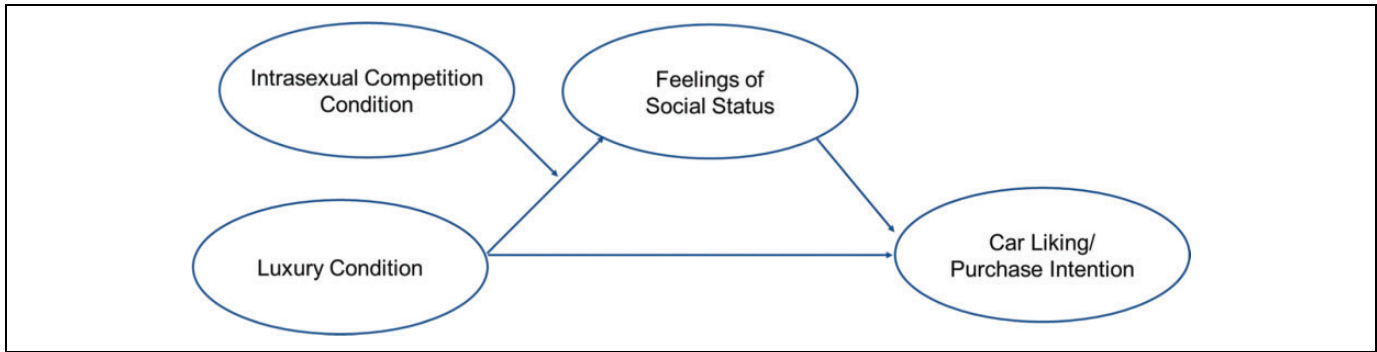 Intrasexual Competition
Condition
Feelings of
Social Status
Luxury Condition
Car Liking/
Purchase Intention